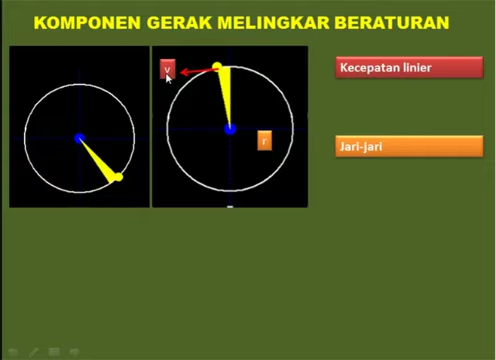 KOMPONEN GERAK MELINGKAR BERATURAN
v
Kecepatan linier
r
Jari-jari